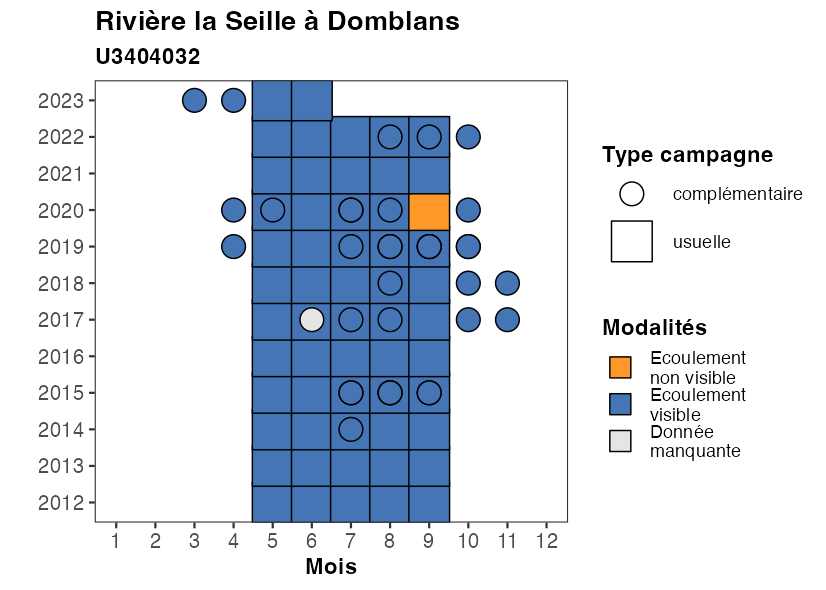 Rivière la Seille à Domblans
U3404032
2023
2022
2021
2020
2019
2018
2017
2016
2015
2014
2013
2012
1 2 3 4 5 6 7 8 9 10 11 12
Mois
Type campagne
complémentaire
usuelle
Modalités
Ecoulement
non visible
Ecoulement
visible
Donnée
manquante